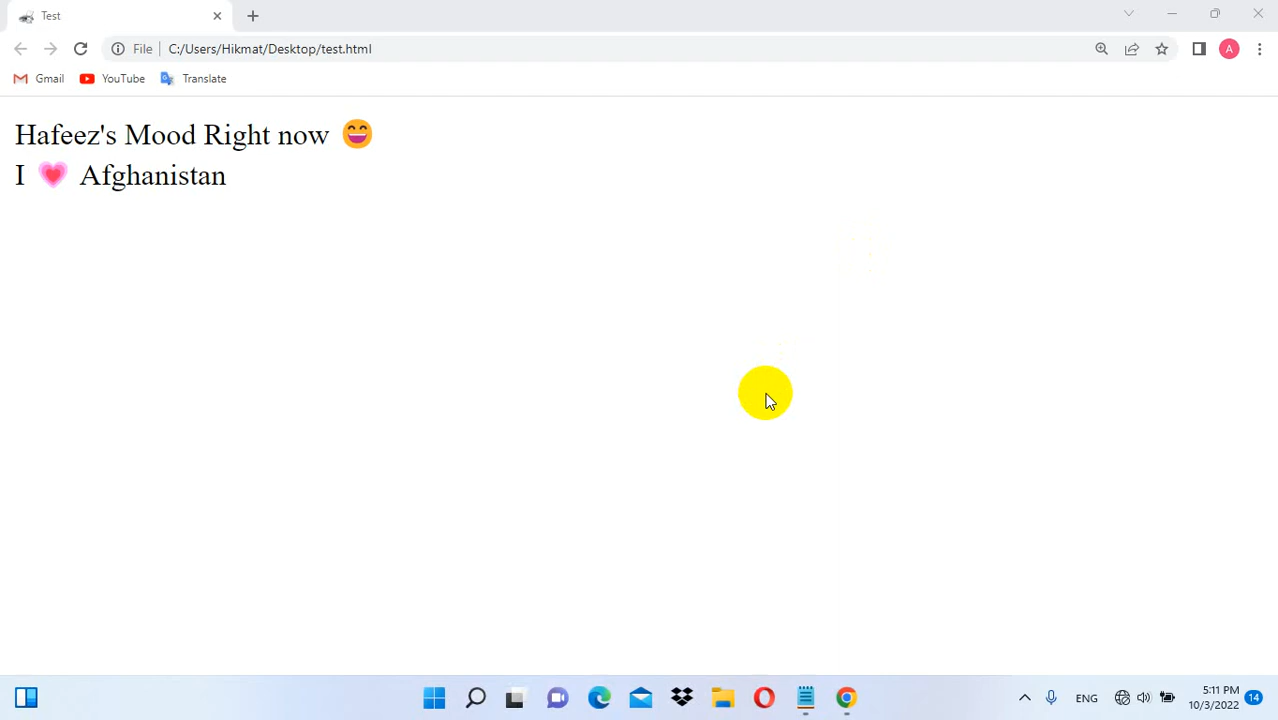 Test
File
C:/Users/Hikmat/Desktop/test.html
A
Gmail
YouTube
Translate
Hafeez's Mood Right now 😄
I 💗 Afghanistan
ENG
5:11 PM
10/3/2022
14